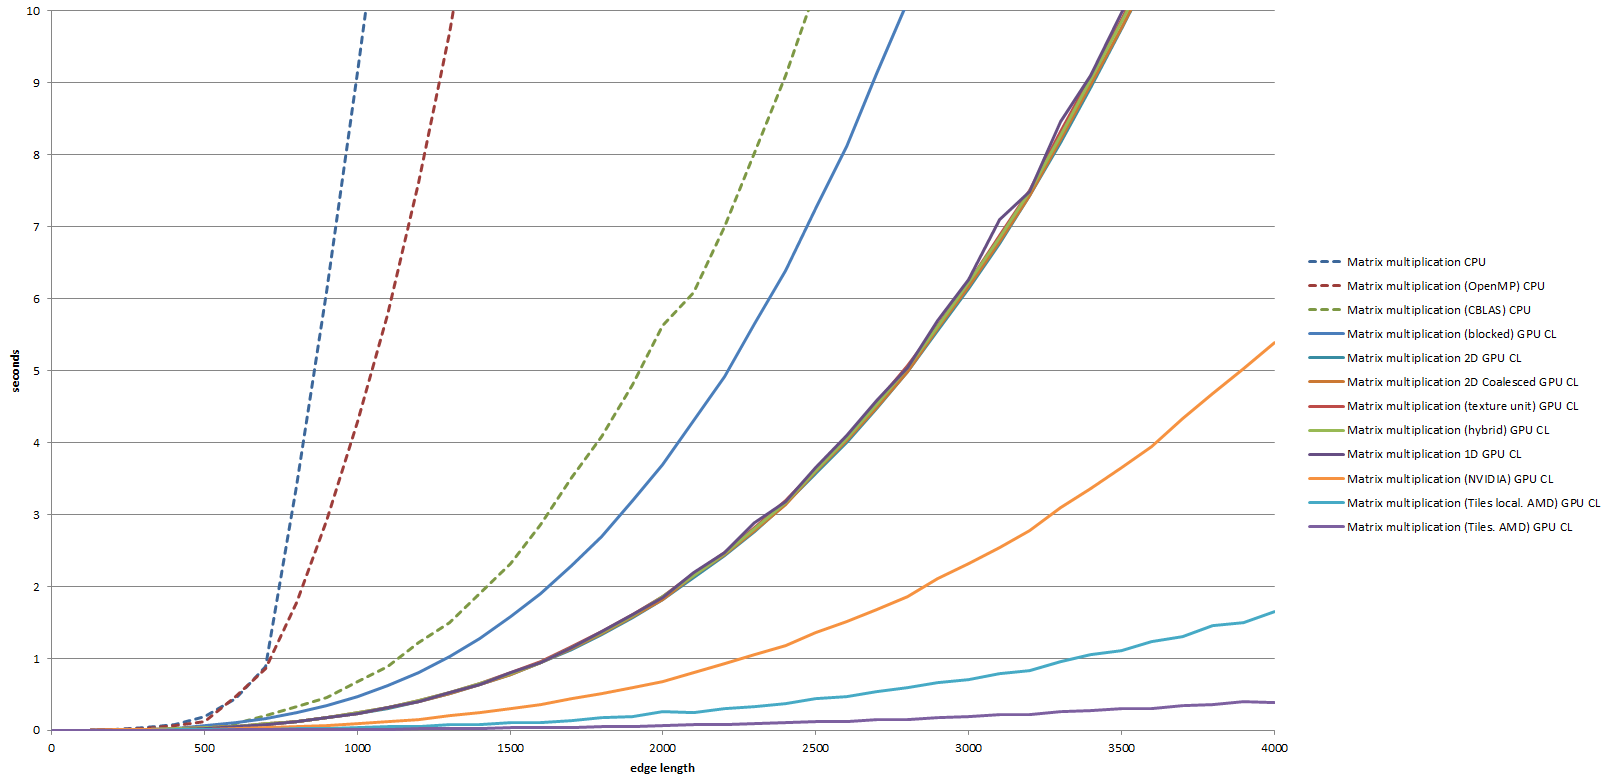 10
9
8
7
6
5
4
3
2
1
0
seconds
0 500 1000 1500 2000 2500 3000 3500 4000
edge length
Matrix multiplication CPU
Matrix multiplication (OpenMP) CPU
Matrix multiplication (CBLAS) CPU
Matrix multiplication (blocked) GPU CL
Matrix multiplication 2D GPU CL
Matrix multiplication 2D Coalesced GPU CL
Matrix multiplication (texture unit) GPU CL
Matrix multiplication (hybrid) GPU CL
Matrix multiplication 1D GPU CL
Matrix multiplication (NVIDIA) GPU CL
Matrix multiplication (Tiles local. AMD) GPU CL
Matrix multiplication (Tiles. AMD) GPU CL